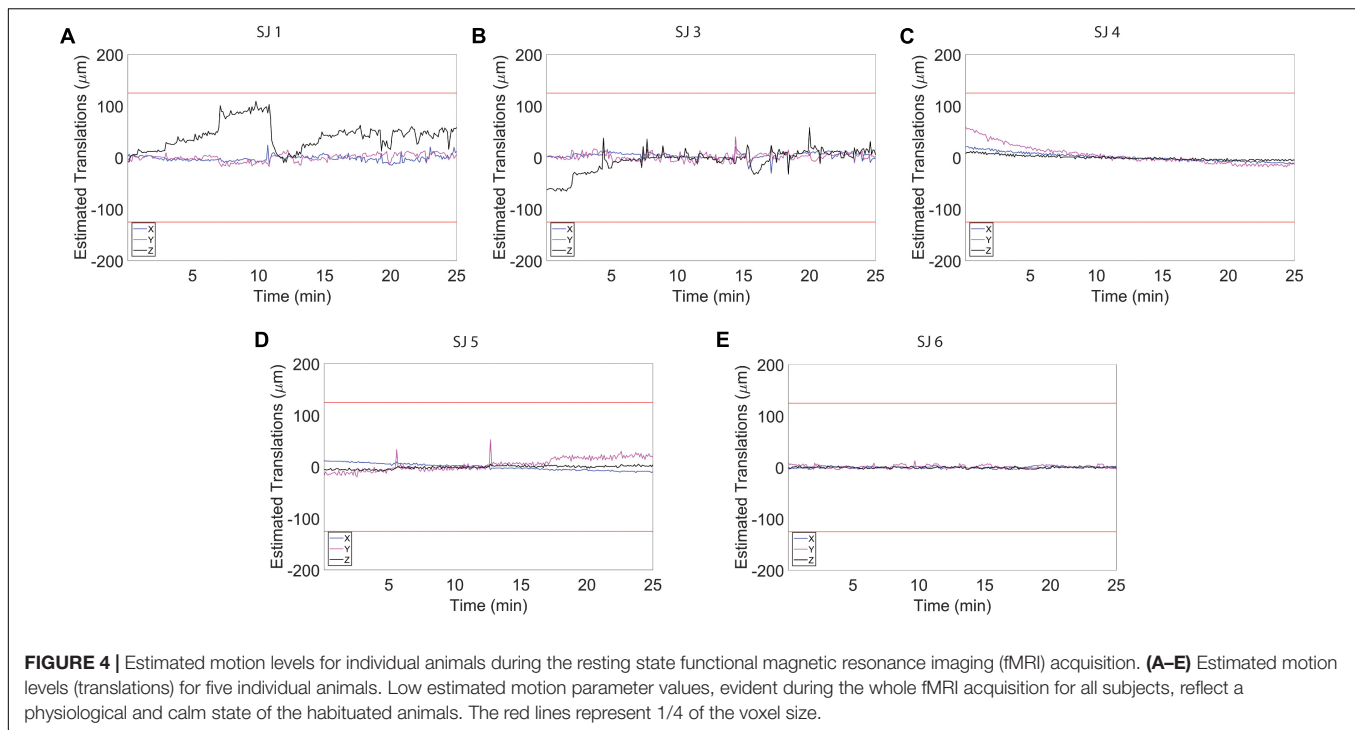 A
SJ 1
Estimated Translations (μm)
200
100
0
-100
-200
X
Y
Z
5
10
15
20
25
Time (min)
B
SJ 3
Estimated Translations (μm)
200
100
0
-100
-200
X
Y
Z
5
10
15
20
25
Time (min)
C
SJ 4
Estimated Translations (μm)
200
100
0
-100
-200
X
Y
Z
5
10
15
20
25
Time (min)
D
SJ 5
Estimated Translations (μm)
200
100
0
-100
-200
X
Y
Z
5
10
15
20
25
Time (min)
E
SJ 6
Estimated Translations (μm)
200
100
0
-100
-200
X
Y
Z
5
10
15
20
25
Time (min)
FIGURE 4 | Estimated motion levels for individual animals during the resting state functional magnetic resonance imaging (fMRI) acquisition. (A–E) Estimated motion
levels (translations) for five individual animals. Low estimated motion parameter values, evident during the whole fMRI acquisition for all subjects, reflect a
physiological and calm state of the habituated animals. The red lines represent 1/4 of the voxel size.